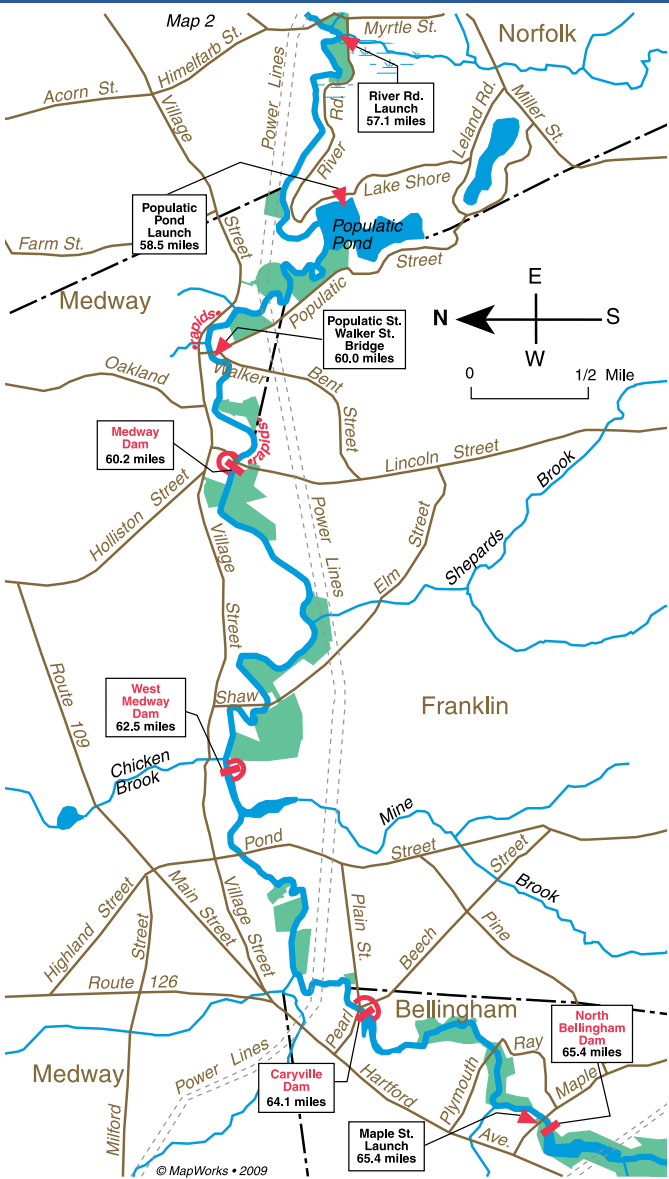 Map 2
Myrtle St.
Norfolk
Himelfarb St.
Acorn St.
Village
Power Lines
River Rd.
Launch
57.1 miles
Rd.
River
Leland Rd.
Miller St.
Lake Shore
Populatic
Pond
Launch
58.5 miles
Populatic
Pond
Farm St.
Street
Street
Populatic
Medway
rapids
Populatic St.
Walker St.
Bridge
60.0 miles
E
N
S
W
0
1/2 Mile
Oakland
Walker
Bent
Street
Medway
Dam
60.2 miles
rapids
Lincoln Street
Brook
Holliston Street
Village
Street
Power Lines
Street
Elm
Shepards
Route 109
West
Medway
Dam
62.5 miles
Shaw
Franklin
Chicken
Brook
Mine
Brook
Pond
Street
Street
Highland Street
Street
Main Street
Village Street
Plain St.
Beech
Pine
Route 126
Bellingham
North
Bellingham
Dam
65.4 miles
Pearl
Ray
Medway
Power Lines
Caryville
Dam
64.1 miles
Hartford
Plymouth
Maple
Milford
Maple St.
Launch
65.4 miles
Ave.
© MapWorks • 2009